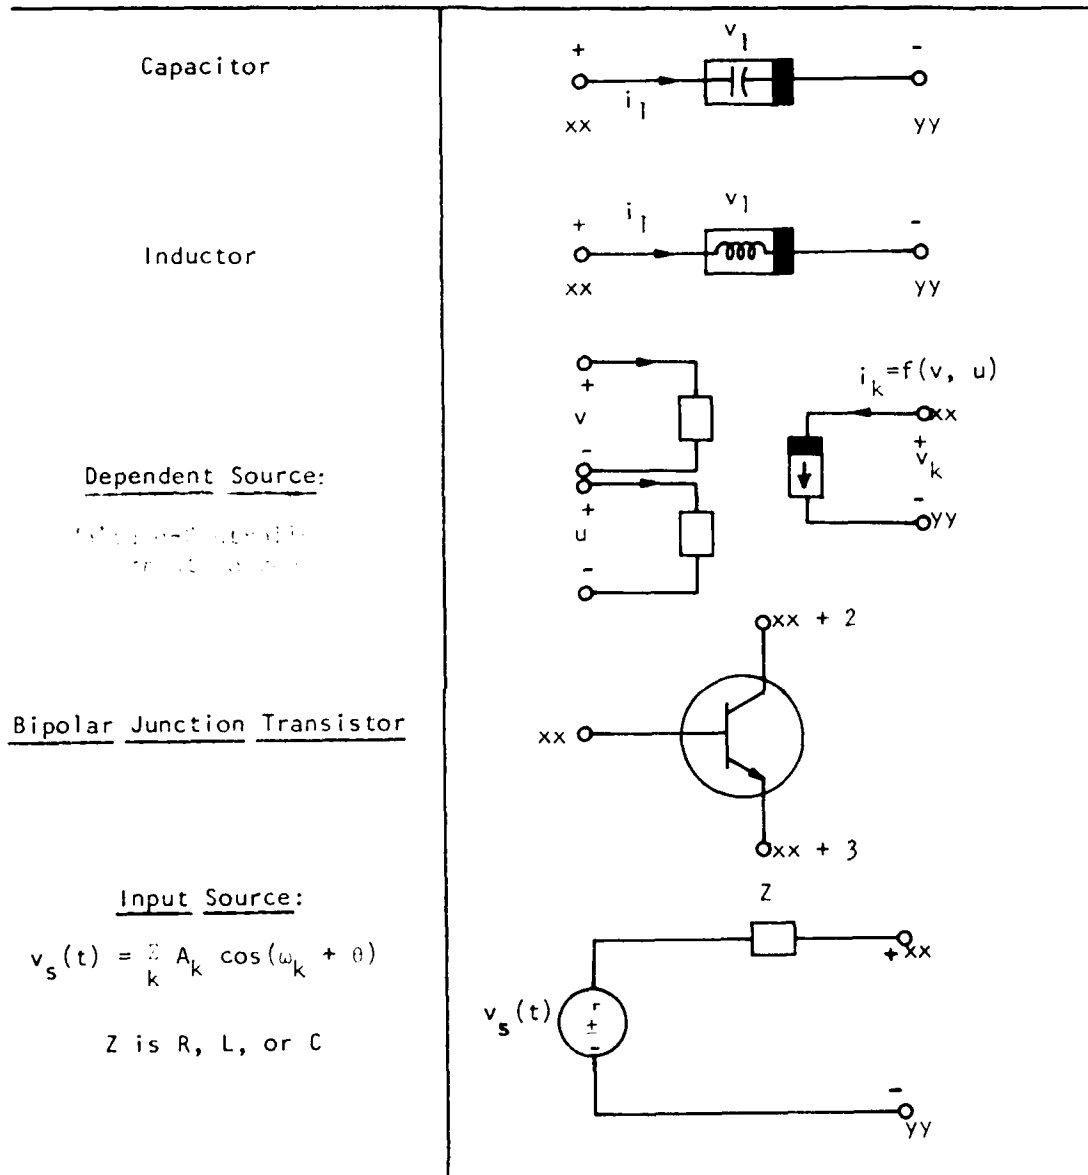 Capacitor
+ v1 -
i1
xx yy
Inductor
+ i1 v1 -
xx yy
Dependent Source:
+
v
-
+
u
-
ik=f(v, u)
xx
+
vk
-
yy
Bipolar Junction Transistor
xx + 2
xx
xx + 3
Input Source:
vs(t) = Σ Ak cos(ωk + θ)
k
Z is R, L, or C
Z
+ xx
vs(t)
+
-
-
yy